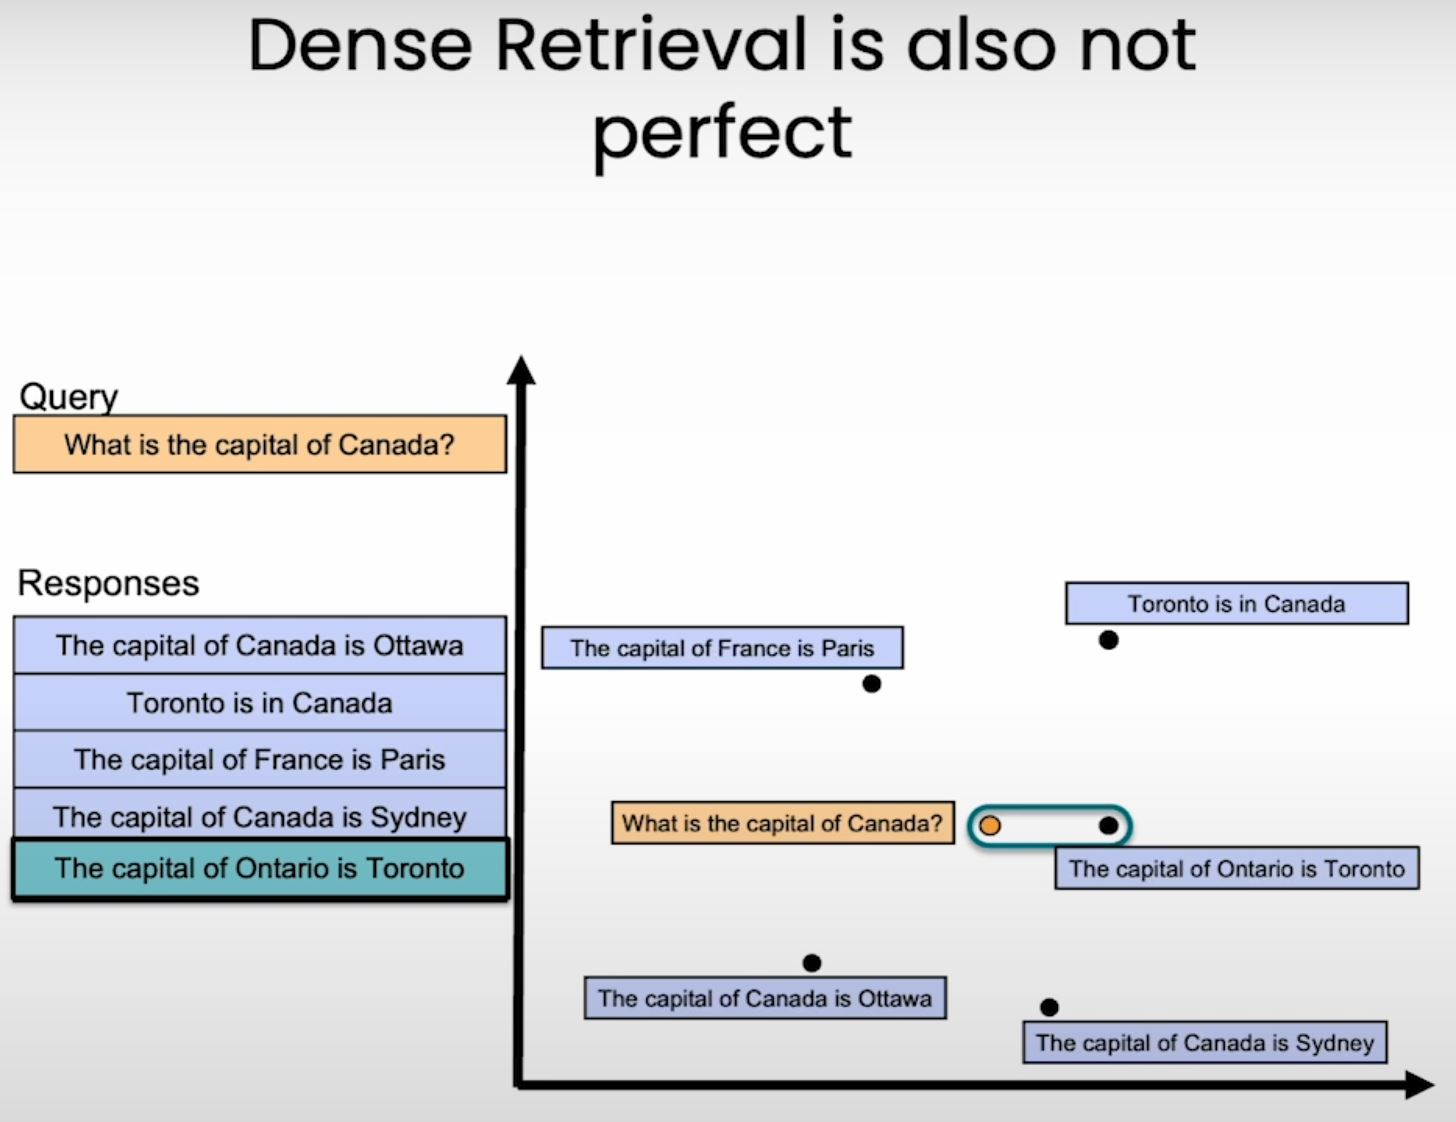 Dense Retrieval is also not
perfect
Query
What is the capital of Canada?
Responses
The capital of Canada is Ottawa
Toronto is in Canada
The capital of France is Paris
The capital of Canada is Sydney
The capital of Ontario is Toronto
Toronto is in Canada
The capital of France is Paris
What is the capital of Canada?
The capital of Ontario is Toronto
The capital of Canada is Ottawa
The capital of Canada is Sydney